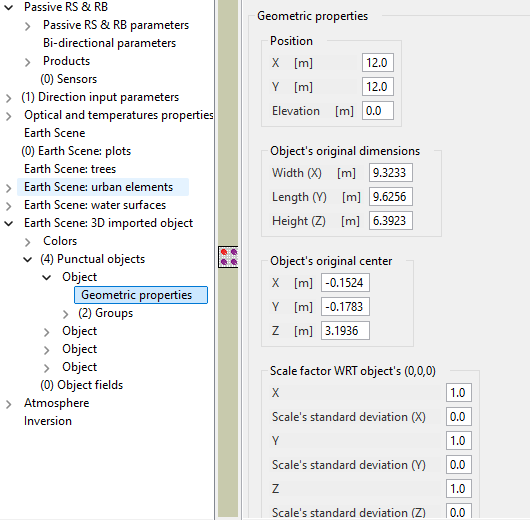 Passive RS & RB
Passive RS & RB parameters
Bi-directional parameters
Products
(0) Sensors
(1) Direction input parameters
Optical and temperatures properties
Earth Scene
(0) Earth Scene: plots
Earth Scene: trees
Earth Scene: urban elements
Earth Scene: water surfaces
Earth Scene: 3D imported object
Colors
(4) Punctual objects
Object
Geometric properties
(2) Groups
Object
Object
Object
(0) Object fields
Atmosphere
Inversion
Geometric properties
Position
X [m] 12.0
Y [m] 12.0
Elevation [m] 0.0
Object's original dimensions
Width (X) [m] 9.3233
Length (Y) [m] 9.6256
Height (Z) [m] 6.3923
Object's original center
X [m] -0.1524
Y [m] -0.1783
Z [m] 3.1936
Scale factor WRT object's (0,0,0)
X 1.0
Scale's standard deviation (X) 0.0
Y 1.0
Scale's standard deviation (Y) 0.0
Z 1.0
Scale's standard deviation (Z) 0.0